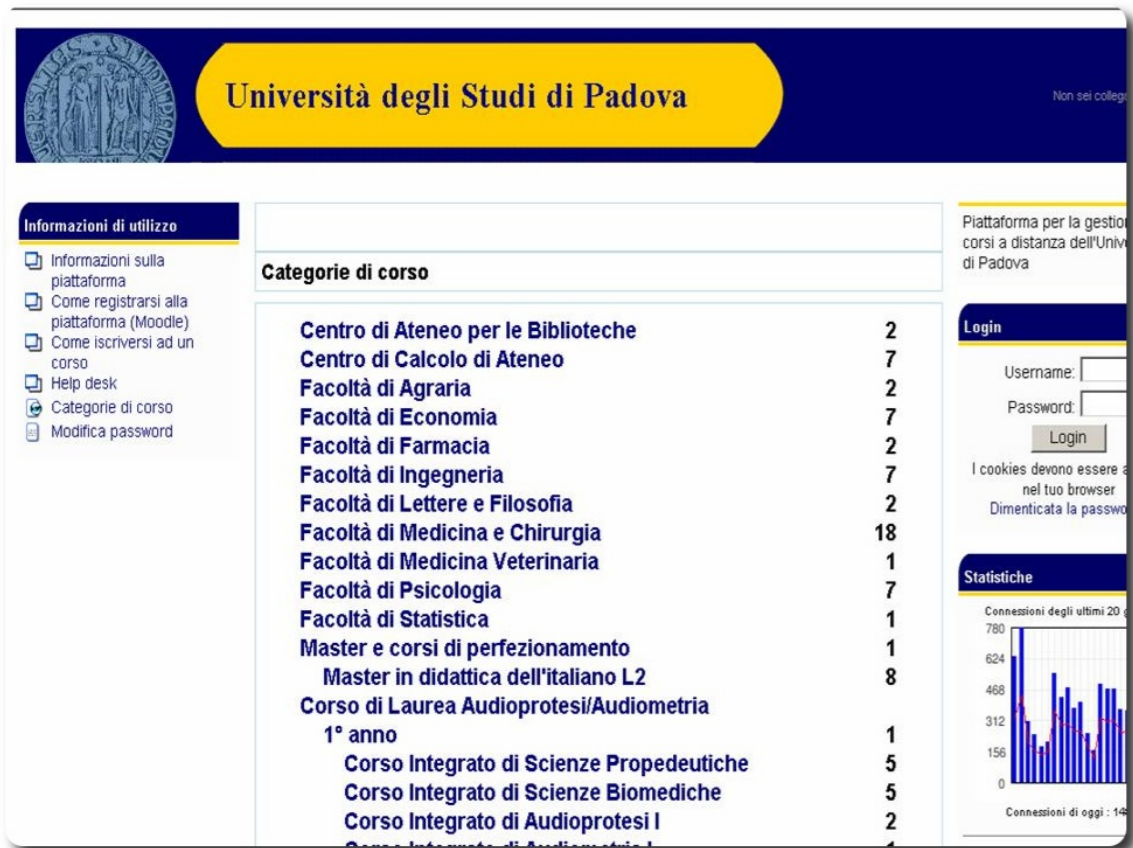 Università degli Studi di Padova
Non sei
Informazioni di utilizzo
Informazioni sulla
piattaforma
Come registrarsi alla
piattaforma (Moodle)
Come iscriversi ad un
corso
Help desk
Categorie di corso
Modifica password
Categorie di corso
Centro di Ateneo per le Biblioteche 2
Centro di Calcolo di Ateneo 7
Facoltà di Agraria 2
Facoltà di Economia 7
Facoltà di Farmacia 2
Facoltà di Ingegneria 7
Facoltà di Lettere e Filosofia 2
Facoltà di Medicina e Chirurgia 18
Facoltà di Medicina Veterinaria 1
Facoltà di Psicologia 7
Facoltà di Statistica 1
Master e corsi di perfezionamento 1
Master in didattica dell'italiano L2 8
Corso di Laurea Audioprotesi/Audiometria
1° anno 1
Corso Integrato di Scienze Propedeutiche 5
Corso Integrato di Scienze Biomediche 5
Corso Integrato di Audioprotesi I 2
Piattaforma per la
corsi a distanza
di Padova
Login
Username:
Password:
Login
I cookies devono essere
nel tuo browser
Dimenticata la
Statistiche
Connessioni degli ultimi 20
780
624
468
312
156
0
Connessioni di oggi :